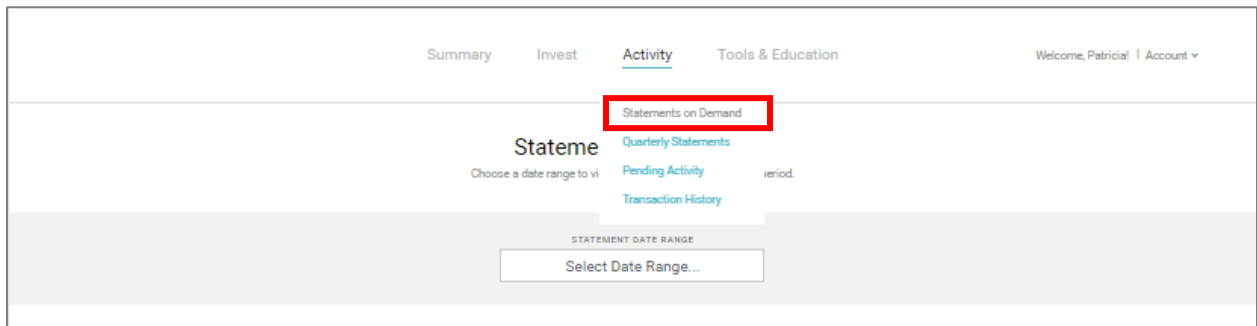 Summary Invest Activity Tools & Education Welcome, Patricia! | Account
Statements on Demand
Quarterly Statements
Pending Activity
Transaction History
Stateme
Choose a date range to vi eriod.
STATEMENT DATE RANGE
Select Date Range...